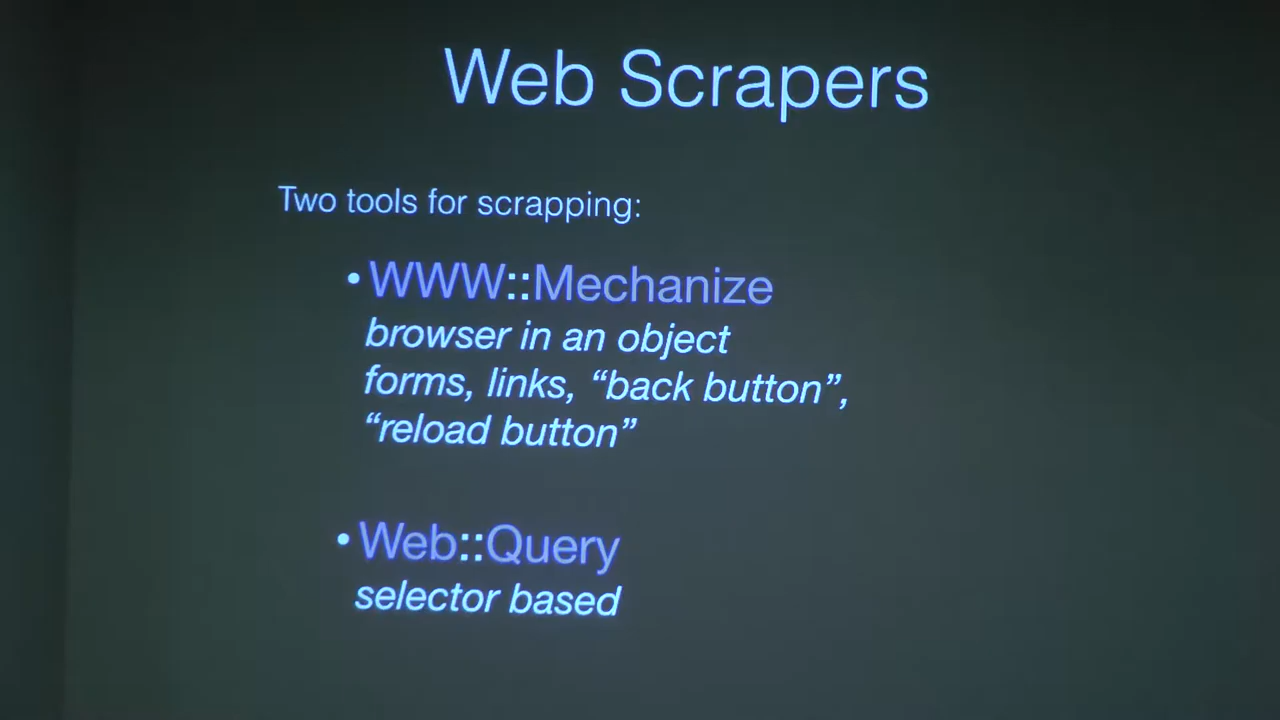 Web Scrapers
Two tools for scrapping:
• WWW::Mechanize
browser in an object
forms, links, “back button”,
“reload button”
• Web::Query
selector based